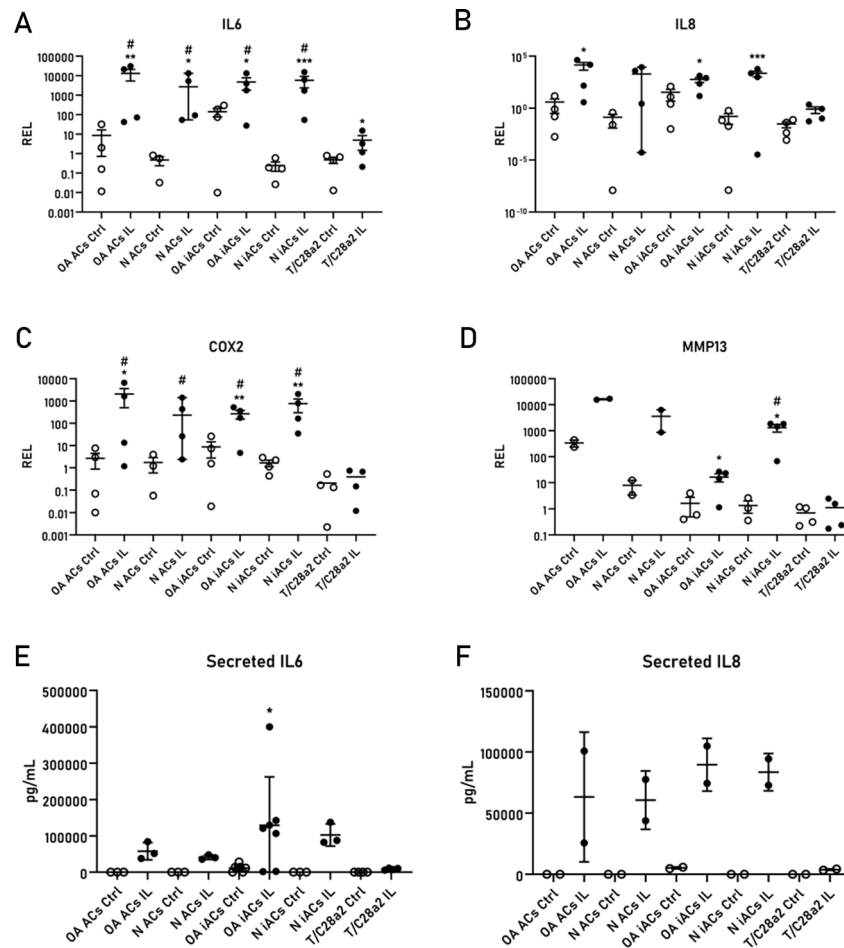 A
IL6
# # # #
** * * *** *
REL
100000
10000
1000
100
10
1
0.1
0.01
0.001
OA ACs Ctrl
OA ACs IL
N ACs Ctrl
N ACs IL
OA iACs Ctrl
OA iACs IL
N iACs Ctrl
N iACs IL
T/C28a2 Ctrl
T/C28a2 IL
B
IL8
* * ***
REL
10^5
10^0
10^-5
10^-10
OA ACs Ctrl
OA ACs IL
N ACs Ctrl
N ACs IL
OA iACs Ctrl
OA iACs IL
N iACs Ctrl
N iACs IL
T/C28a2 Ctrl
T/C28a2 IL
C
COX2
# # # #
* ** **
REL
10000
1000
100
10
1
0.1
0.01
0.001
OA ACs Ctrl
OA ACs IL
N ACs Ctrl
N ACs IL
OA iACs Ctrl
OA iACs IL
N iACs Ctrl
N iACs IL
T/C28a2 Ctrl
T/C28a2 IL
D
MMP13
#
* *
REL
100000
10000
1000
100
10
1
0.1
OA ACs Ctrl
OA ACs IL
N ACs Ctrl
N ACs IL
OA iACs Ctrl
OA iACs IL
N iACs Ctrl
N iACs IL
T/C28a2 Ctrl
T/C28a2 IL
E
Secreted IL6
*
pg/mL
500000
400000
300000
200000
100000
0
OA ACs Ctrl
OA ACs IL
N ACs Ctrl
N ACs IL
OA iACs Ctrl
OA iACs IL
N iACs Ctrl
N iACs IL
T/C28a2 Ctrl
T/C28a2 IL
F
Secreted IL8
pg/mL
150000
100000
50000
0
OA ACs Ctrl
OA ACs IL
N ACs Ctrl
N ACs IL
OA iACs Ctrl
OA iACs IL
N iACs Ctrl
N iACs IL
T/C28a2 Ctrl
T/C28a2 IL